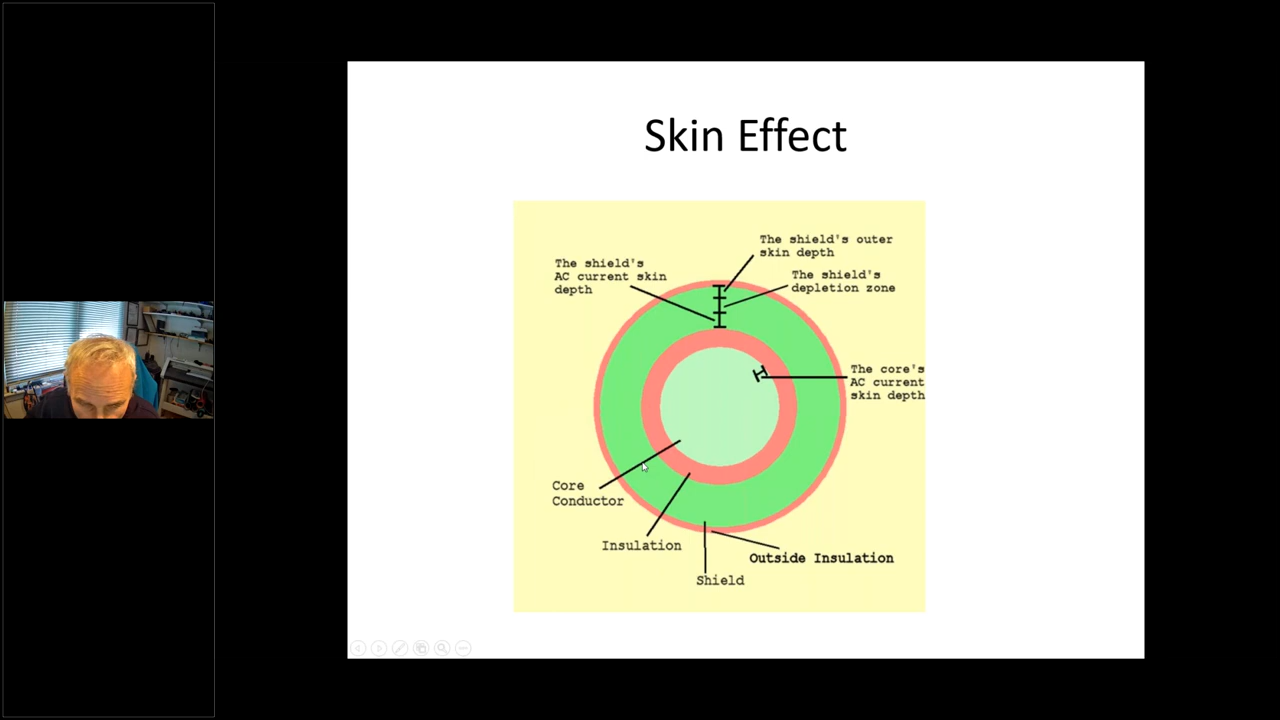 Skin Effect
The shield's outer
skin depth
The shield's
AC current skin
depth
The shield's
depletion zone
The core's
AC current
skin depth
Core
Conductor
Insulation
Outside Insulation
Shield